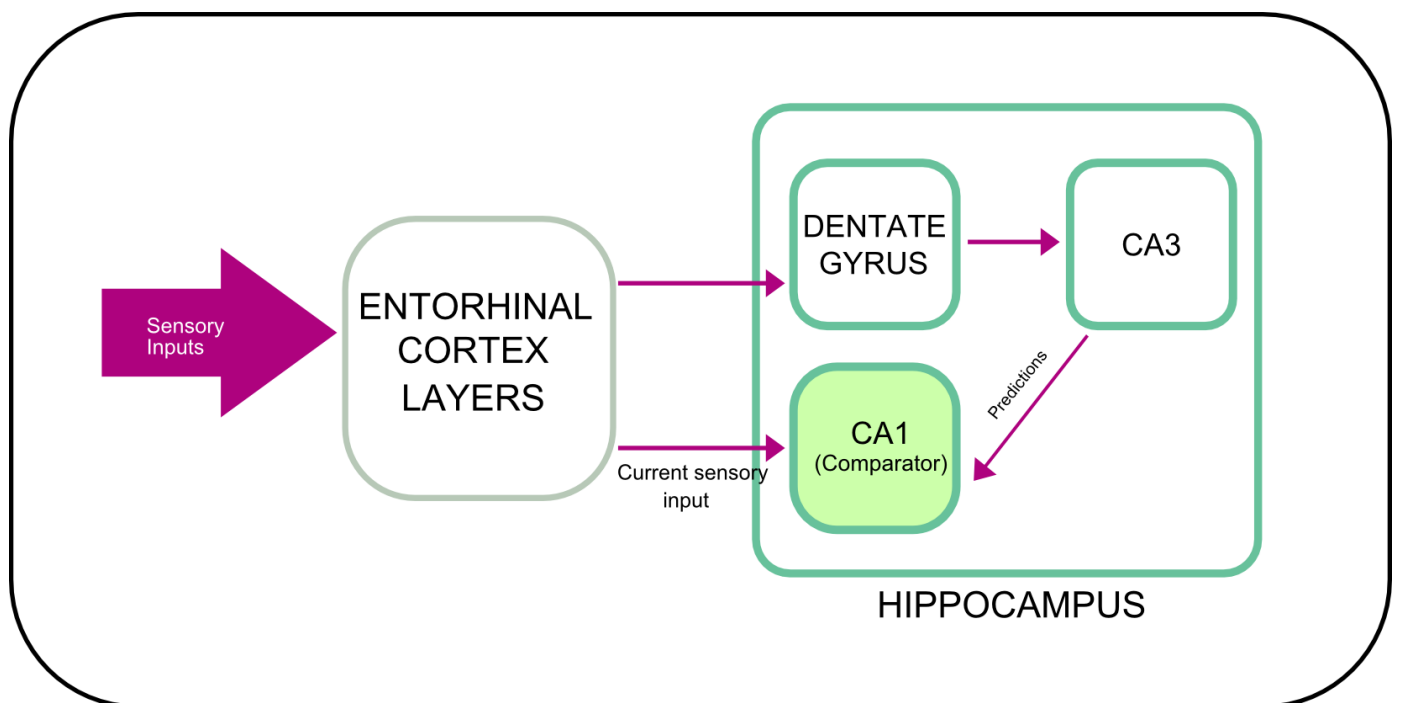 Sensory
Inputs
ENTORHINAL
CORTEX
LAYERS
Current sensory
input
DENTATE
GYRUS
CA3
Predictions
CA1
(Comparator)
HIPPOCAMPUS